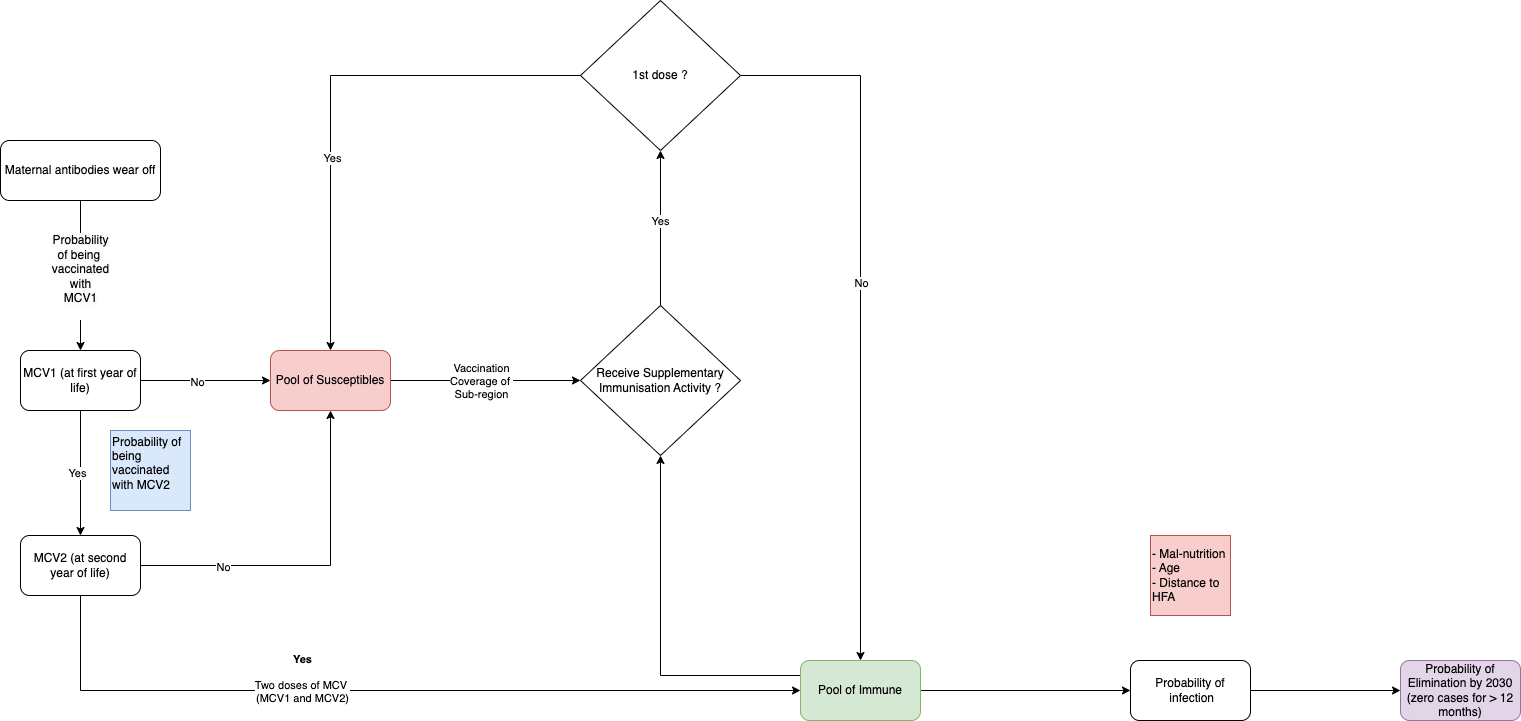 1st dose ?
Yes
Maternal antibodies wear off
Yes
Probability
of being
vaccinated
with
MCV1
No
MCV1 (at first year of
life)
No
Pool of Susceptibles
Vaccination
Coverage of
Sub-region
Receive Supplementary
Immunisation Activity ?
Probability of
being
vaccinated
with MCV2
Yes
MCV2 (at second
year of life)
No
- Mal-nutrition
- Age
- Distance to
HFA
Yes
Two doses of MCV
(MCV1 and MCV2)
Pool of Immune
Probability of
infection
Probability of
Elimination by 2030
(zero cases for > 12
months)